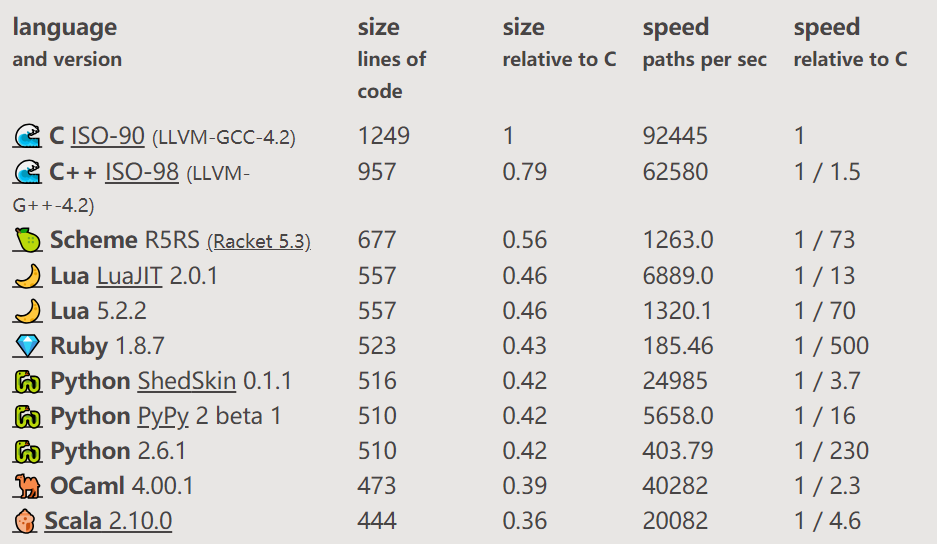 language size size speed speed
and version lines of code relative to C paths per sec relative to C
C ISO-90 (LLVM-GCC-4.2) 1249 1 92445 1
C++ ISO-98 (LLVM- 957 0.79 62580 1 / 1.5
G++-4.2)
Scheme R5RS (Racket 5.3) 677 0.56 1263.0 1 / 73
Lua LuaJIT 2.0.1 557 0.46 6889.0 1 / 13
Lua 5.2.2 557 0.46 1320.1 1 / 70
Ruby 1.8.7 523 0.43 185.46 1 / 500
Python ShedSkin 0.1.1 516 0.42 24985 1 / 3.7
Python PyPy 2 beta 1 510 0.42 5658.0 1 / 16
Python 2.6.1 510 0.42 403.79 1 / 230
OCaml 4.00.1 473 0.39 40282 1 / 2.3
Scala 2.10.0 444 0.36 20082 1 / 4.6